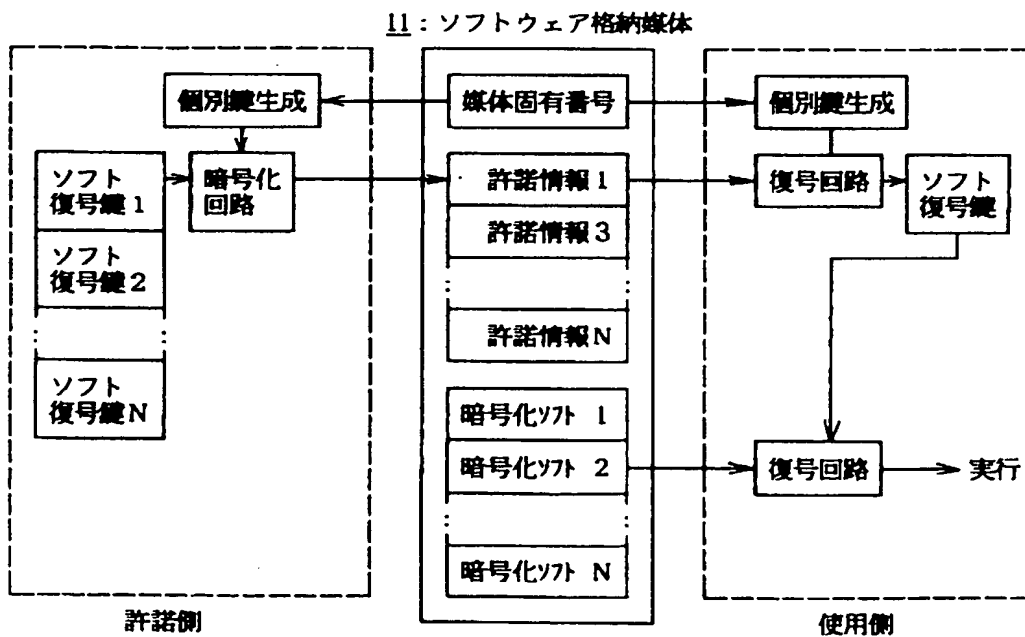 11:ソフトウェア格納媒体
個別鍵生成
ソフト
復号鍵1
ソフト
復号鍵2
ソフト
復号鍵N
暗号化
回路
許諾側
媒体固有番号
許諾情報1
許諾情報3
許諾情報N
暗号化ソフト 1
暗号化ソフト 2
暗号化ソフト N
個別鍵生成
復号回路
ソフト
復号鍵
復号回路
実行
使用側